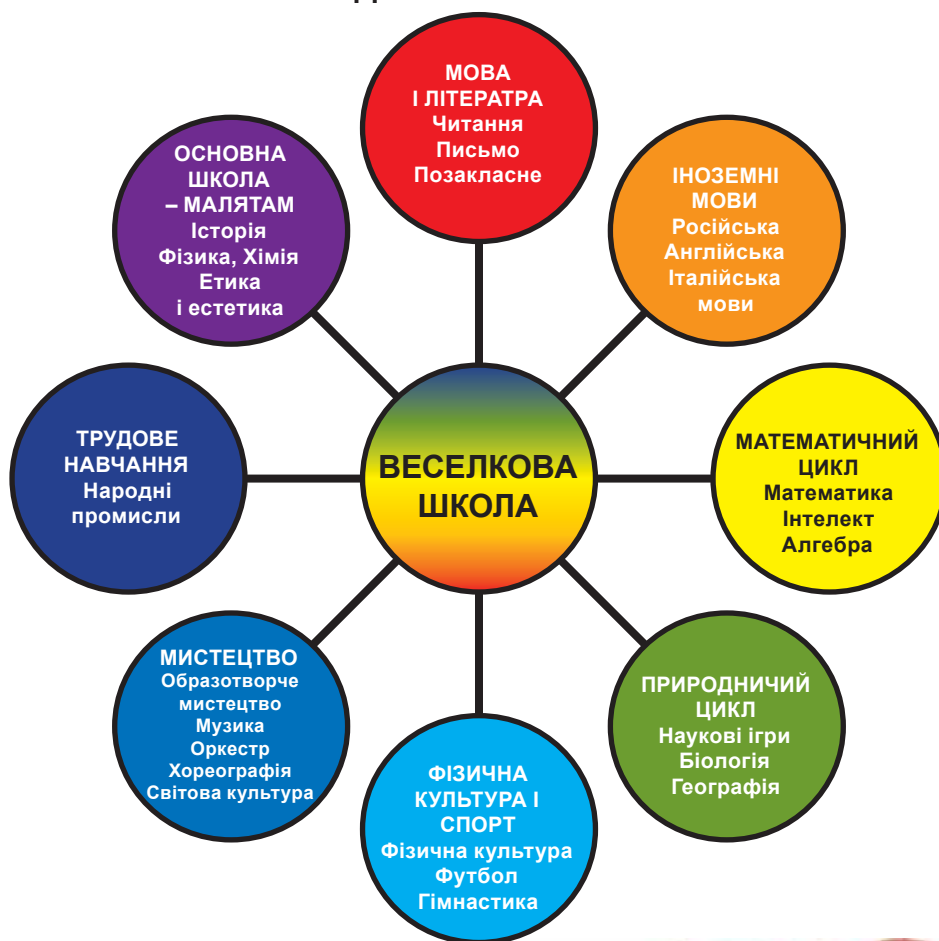 МОВА
І ЛІТЕРАТРА
Читання
Письмо
Позакласне
ІНОЗЕМНІ
МОВИ
Російська
Англійська
Італійська
мови
МАТЕМАТИЧНИЙ
ЦИКЛ
Математика
Інтелект
Алгебра
ПРИРОДНИЧИЙ
ЦИКЛ
Наукові ігри
Біологія
Географія
ФІЗИЧНА
КУЛЬТУРА І
СПОРТ
Фізична культура
Футбол
Гімнастика
МИСТЕЦТВО
Образотворче
мистецтво
Музика
Оркестр
Хореографія
Світова культура
ТРУДОВЕ
НАВЧАННЯ
Народні
промисли
ОСНОВНА
ШКОЛА
– МАЛЯТАМ
Історія
Фізика, Хімія
Етика
і естетика
ВЕСЕЛКОВА
ШКОЛА